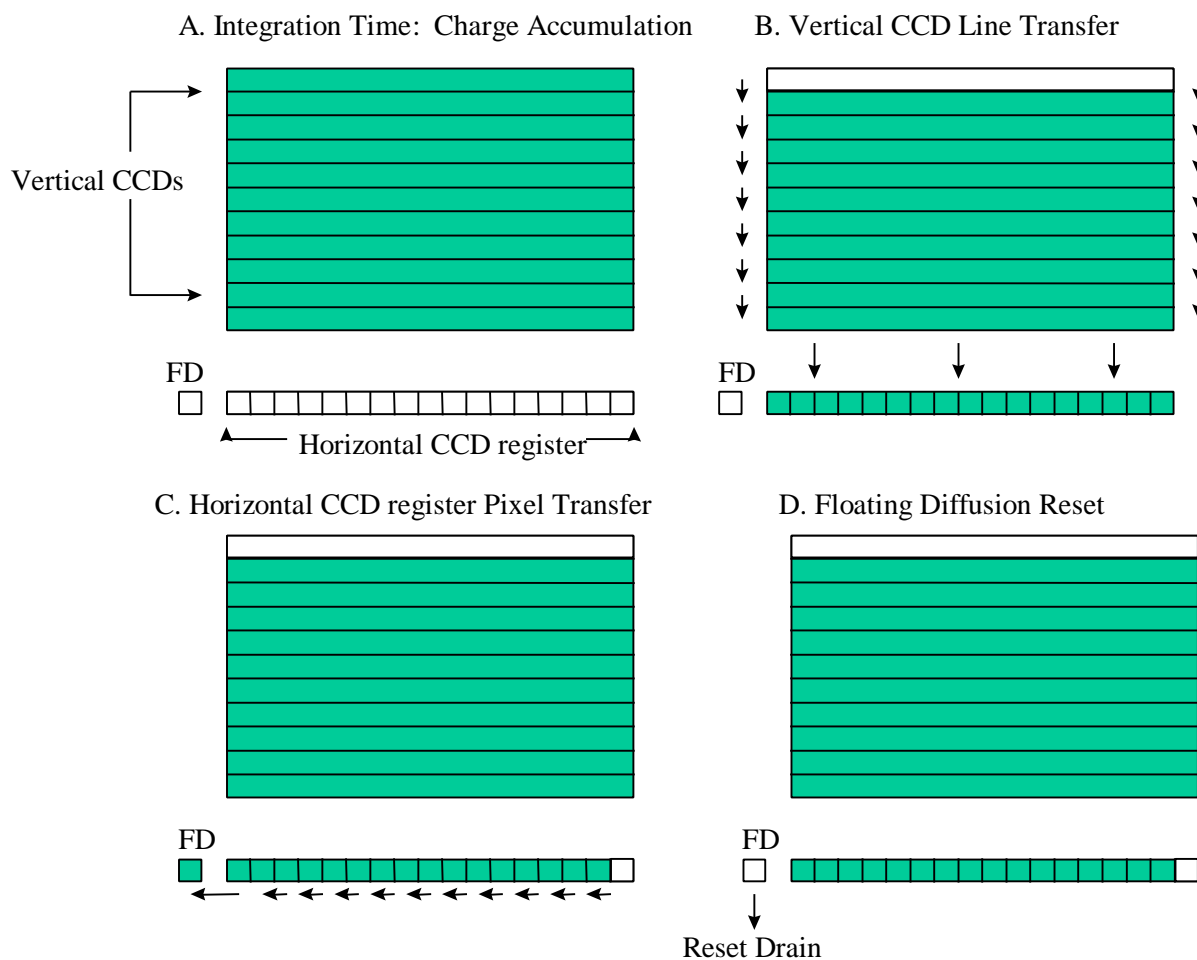 A. Integration Time:  Charge Accumulation
B. Vertical CCD Line Transfer
Vertical CCDs
FD
FD
Horizontal CCD register
C. Horizontal CCD register Pixel Transfer
D. Floating Diffusion Reset
FD
FD
Reset Drain